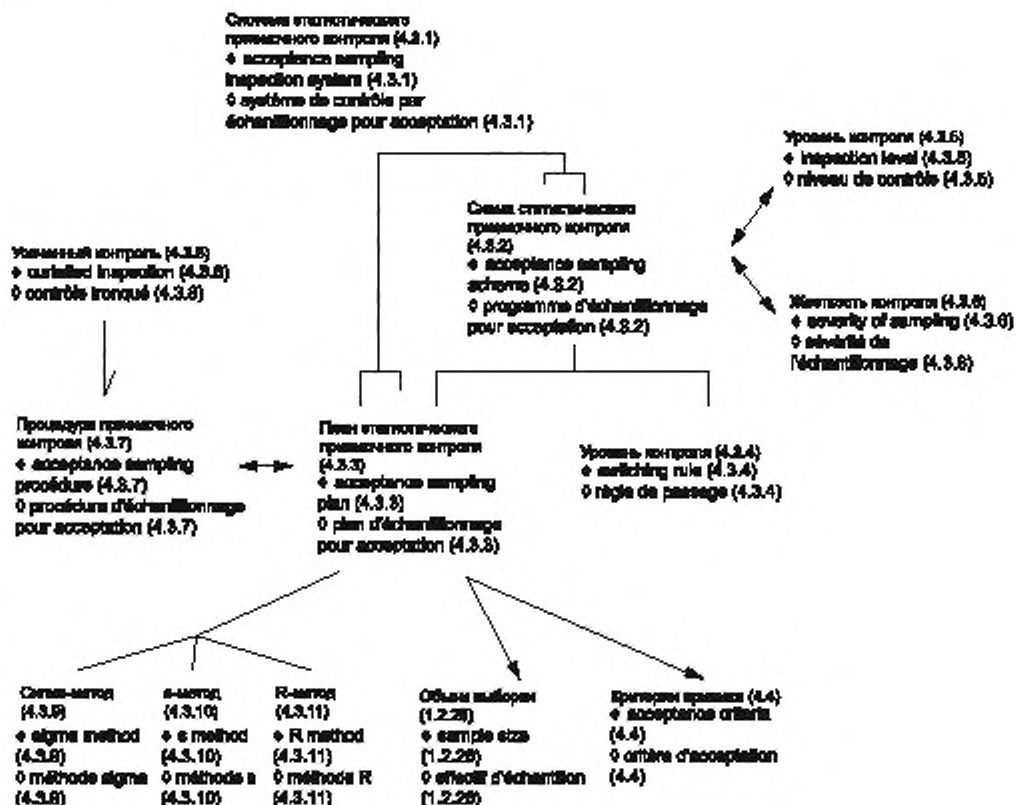 Система статистического
приемочного контроля (4.3.1)
♦ acceptance sampling
inspection system (4.3.1)
◊ système de contrôle par
échantillonnage pour acceptation (4.3.1)
Уровень контроля (4.3.5)
♦ inspection level (4.3.5)
◊ niveau de contrôle (4.3.5)
Схема статистического
приемочного контроля
(4.3.2)
♦ acceptance sampling
scheme (4.3.2)
◊ programme d'échantillonnage
pour acceptation (4.3.2)
Усеченный контроль (4.3.8)
♦ curtailed inspection (4.3.8)
◊ contrôle tronqué (4.3.8)
Жесткость контроля (4.3.6)
♦ severity of sampling (4.3.6)
◊ sévérité de
l'échantillonnage (4.3.6)
Процедура приемочного
контроля (4.3.7)
♦ acceptance sampling
procédure (4.3.7)
◊ procédure d'échantillonnage
pour acceptation (4.3.7)
План статистического
приемочного контроля
(4.3.3)
♦ acceptance sampling
plan (4.3.3)
◊ plan d'échantillonnage
pour acceptation (4.3.3)
Уровень контроля (4.3.4)
♦ switching rule (4.3.4)
◊ règle de passage (4.3.4)
Сигма-метод
(4.3.9)
♦ sigma method
(4.3.9)
◊ méthode sigma
(4.3.9)
s-метод
(4.3.10)
♦ s method
(4.3.10)
◊ méthode s
(4.3.10)
R-метод
(4.3.11)
♦ R method
(4.3.11)
◊ méthode R
(4.3.11)
Объем выборки
(1.2.26)
♦ sample size
(1.2.26)
◊ effectif d'échantillon
(1.2.26)
Критерии приемки (4.4)
♦ acceptance criteria
(4.4)
◊ critère d'acceptation
(4.4)